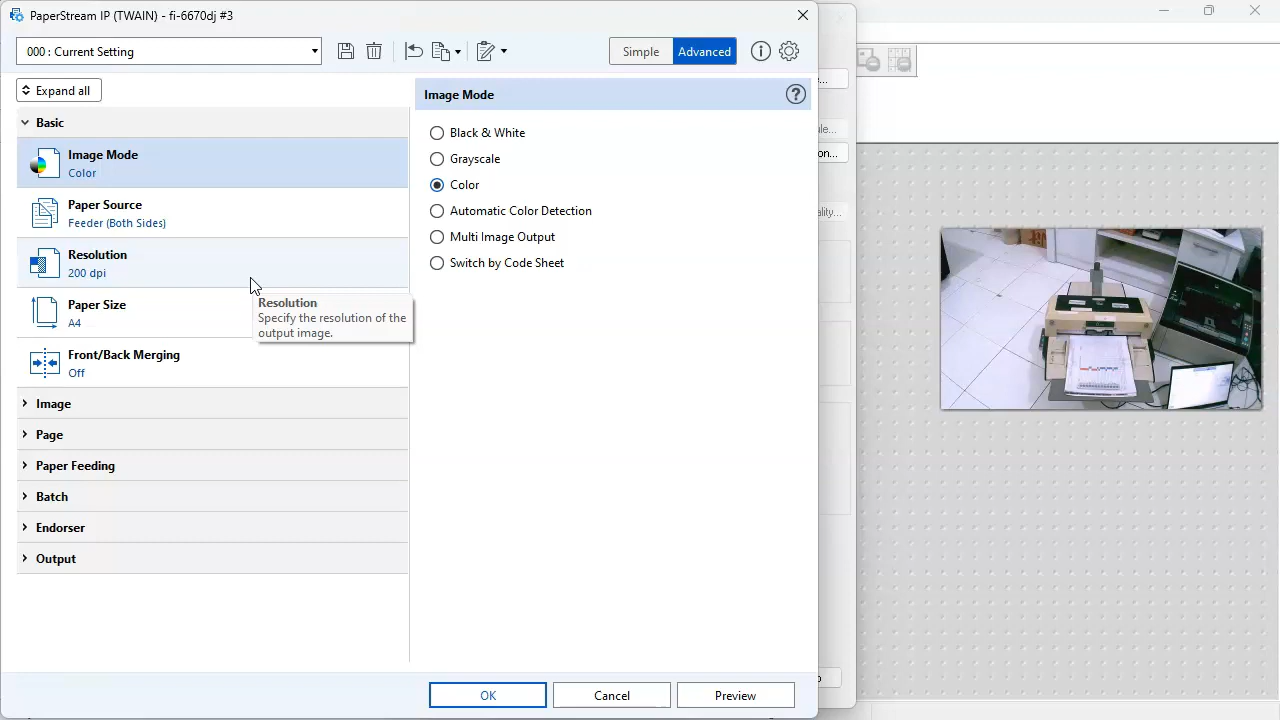 PaperStream IP (TWAIN) - fi-6670dj #3
000 : Current Setting
Simple
Advanced
Expand all
Basic
Image Mode
Color
Paper Source
Feeder (Both Sides)
Resolution
200 dpi
Paper Size
A4
Front/Back Merging
Off
Image
Page
Paper Feeding
Batch
Endorser
Output
Resolution
Specify the resolution of the
output image.
Image Mode
Black & White
Grayscale
Color
Automatic Color Detection
Multi Image Output
Switch by Code Sheet
OK
Cancel
Preview